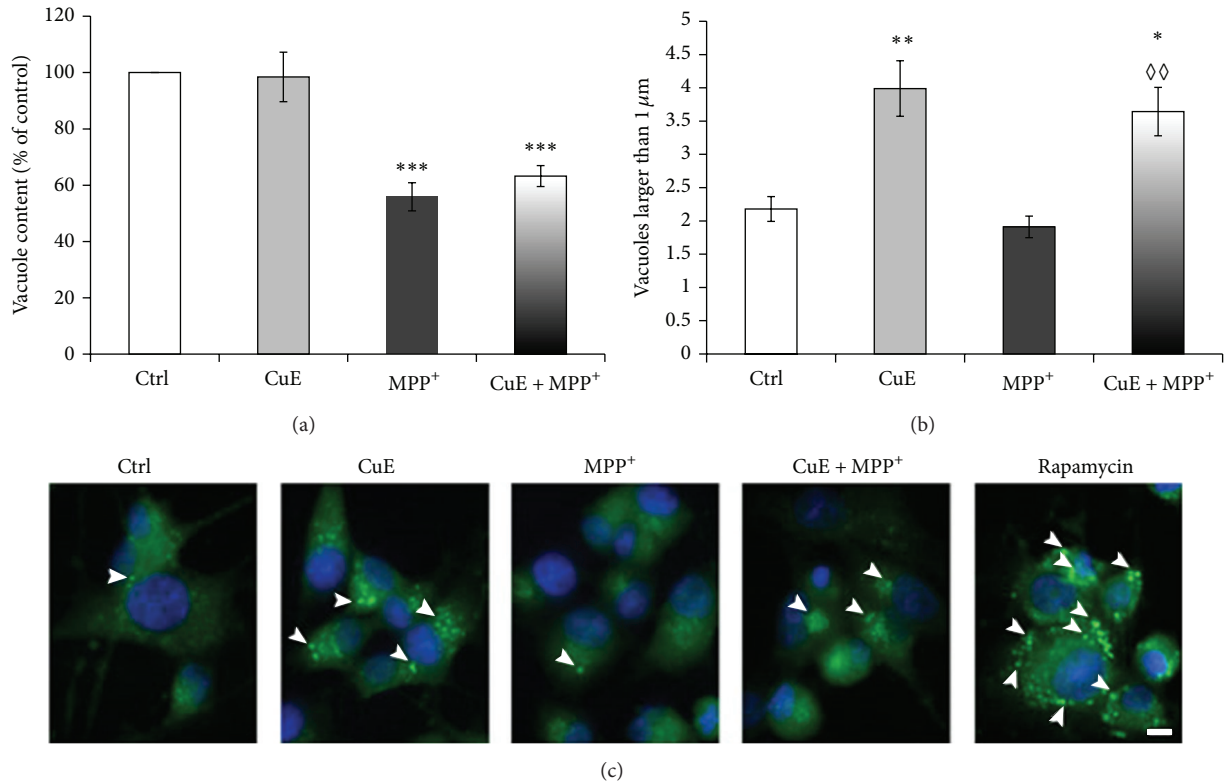 Vacuole content (% of control)
120
100
80
60
40
20
0
***
***
Ctrl
CuE
MPP⁺
CuE + MPP⁺
(a)
Vacuoles larger than 1 μm
5
4.5
4
3.5
3
2.5
2
1.5
1
0.5
0
**
*
◊◊
Ctrl
CuE
MPP⁺
CuE + MPP⁺
(b)
Ctrl
CuE
MPP⁺
CuE + MPP⁺
Rapamycin
(c)